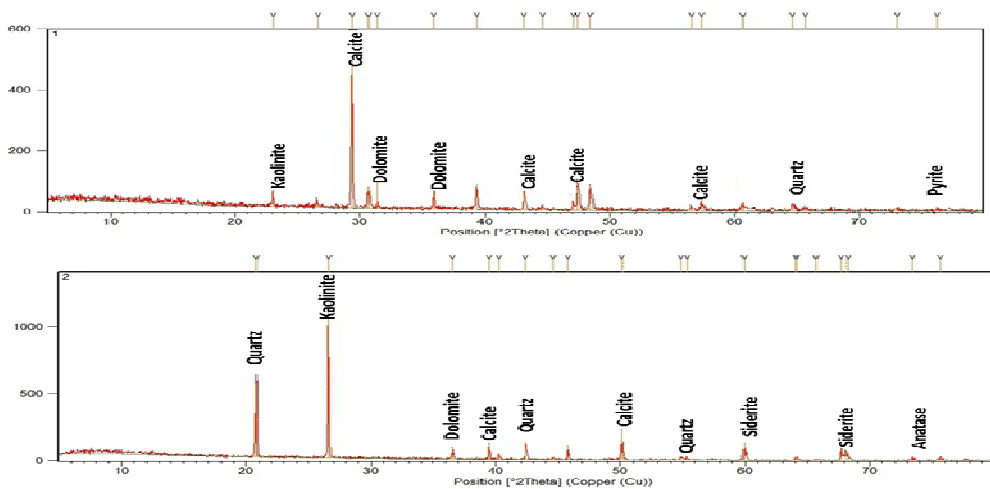 600
400
200
0
1
Kaolinite
Calcite
Dolomite
Dolomite
Calcite
Calcite
Calcite
Quartz
Pyrite
10 20 30 40 50 60 70
Position [°2Theta] (Copper (Cu))
1000
500
0
2
Quartz
Kaolinite
Dolomite
Calcite
Quartz
Calcite
Quartz
Siderite
Siderite
Anatase
10 20 30 40 50 60 70
Position [°2Theta] (Copper (Cu))